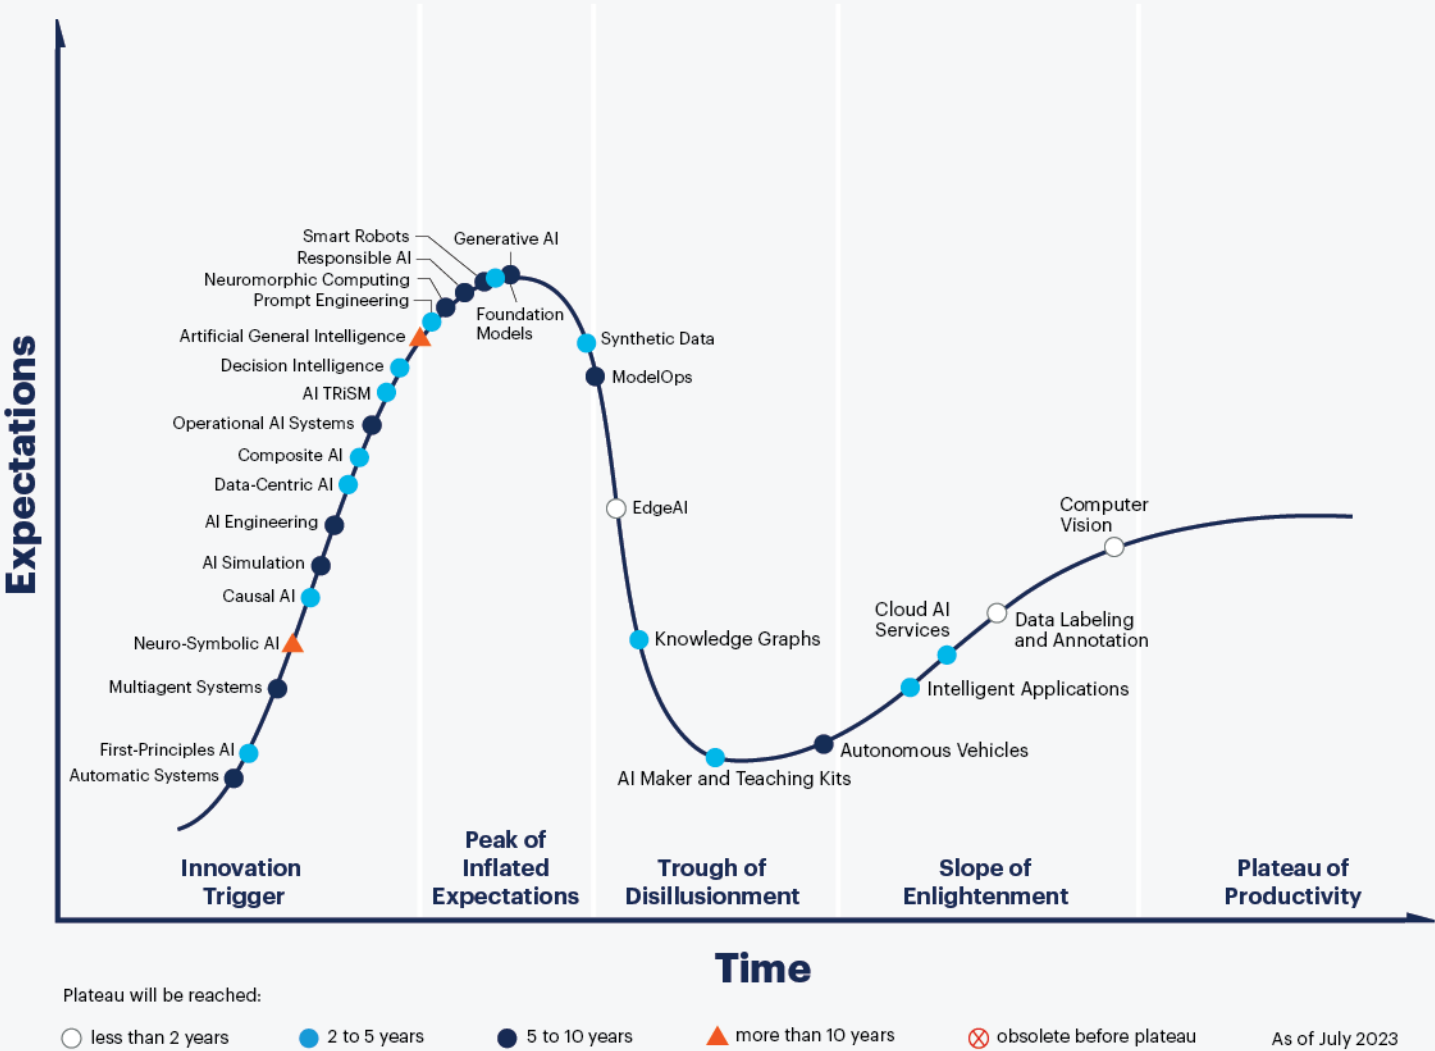 Smart Robots
Generative AI
Responsible AI
Neuromorphic Computing
Prompt Engineering
Foundation
Models
Artificial General Intelligence
Synthetic Data
Decision Intelligence
ModelOps
AI TRiSM
Operational AI Systems
Composite AI
Data-Centric AI
AI Engineering
EdgeAI
Computer
Vision
AI Simulation
Causal AI
Cloud AI
Services
Data Labeling
and Annotation
Neuro-Symbolic AI
Knowledge Graphs
Multiagent Systems
Intelligent Applications
First-Principles AI
Autonomous Vehicles
Automatic Systems
AI Maker and Teaching Kits
Expectations
Innovation
Trigger
Peak of
Inflated
Expectations
Trough of
Disillusionment
Slope of
Enlightenment
Plateau of
Productivity
Time
Plateau will be reached:
less than 2 years
2 to 5 years
5 to 10 years
more than 10 years
obsolete before plateau
As of July 2023